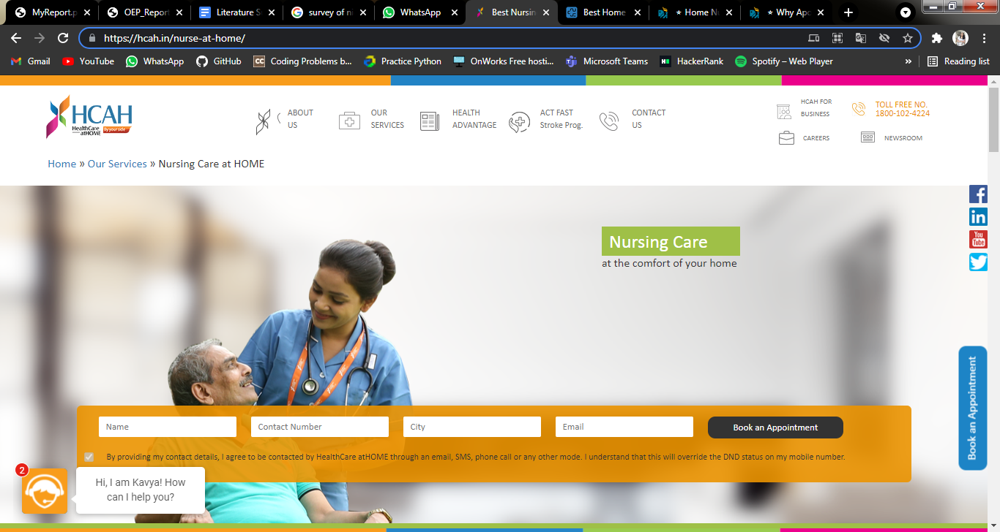 MyReport.p
OEP_Report
Literature S
survey of n
WhatsApp
Best Nursin
Best Home
★ Home N
★ Why Apo
https://hcah.in/nurse-at-home/
Gmail
YouTube
WhatsApp
GitHub
CC
Coding Problems b...
Practice Python
OnWorks Free hosti...
Microsoft Teams
HackerRank
Spotify – Web Player
»
Reading list
HCAH
HealthCare
atHOME
by your side
ABOUT
US
OUR
SERVICES
HEALTH
ADVANTAGE
ACT FAST
Stroke Prog.
CONTACT
US
HCAH FOR
BUSINESS
TOLL FREE NO.
1800-102-4224
CAREERS
NEWSROOM
Home » Our Services » Nursing Care at HOME
You
Tube
Nursing Care
at the comfort of your home
Book an Appointment
Name
Contact Number
City
Email
Book an Appointment
By providing my contact details, I agree to be contacted by HealthCare atHOME through an email, SMS, phone call or any other mode. I understand that this will override the DND status on my mobile number.
2
Hi, I am Kavya! How
can I help you?